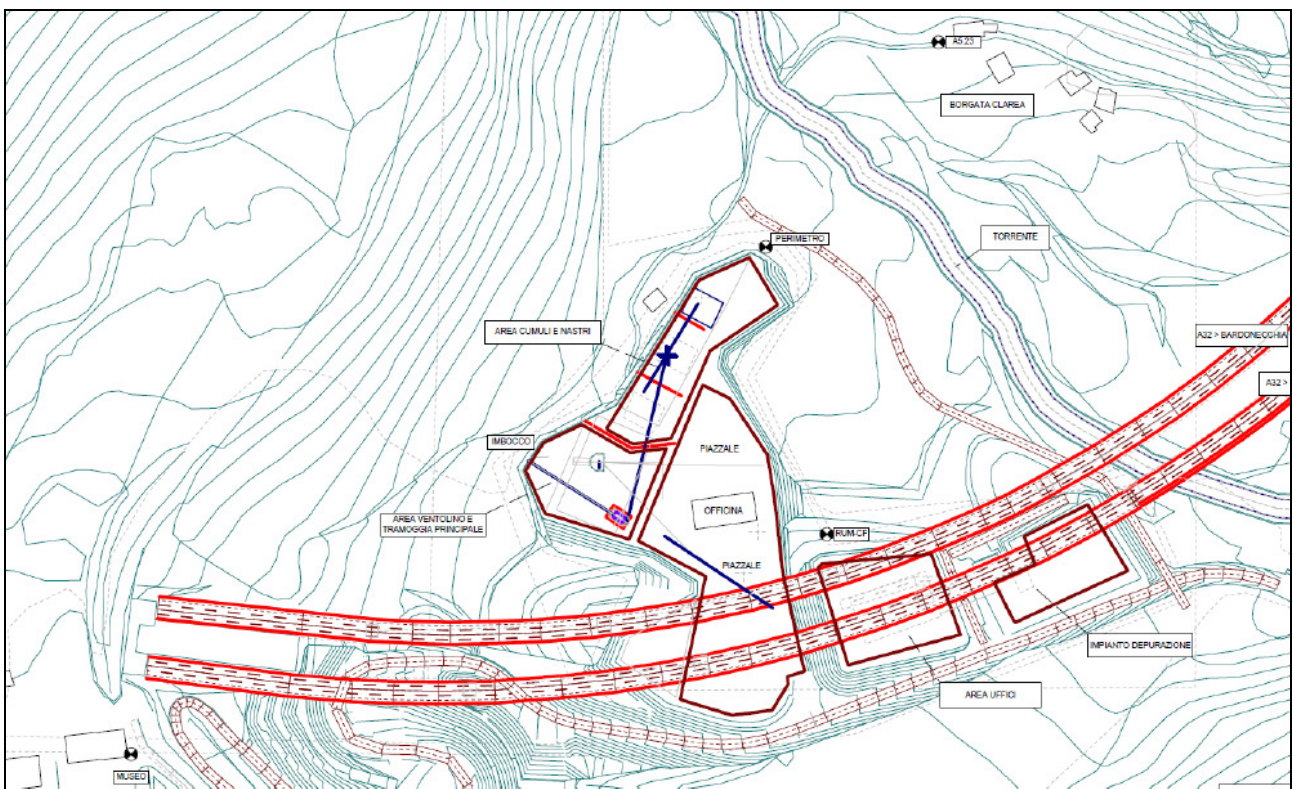 A5.23
BORGATA CLAREA
PERIMETRO
TORRENTE
AREA CUMULI E NASTRI
A32 > BARDONECCHIA
A32 >
IMBOCCO
PIAZZALE
AREA VENTOLINO E
TRAMOGGIA PRINCIPALE
OFFICINA
RUM-CF
PIAZZALE
IMPIANTO DEPURAZIONE
AREA UFFICI
MUSEO